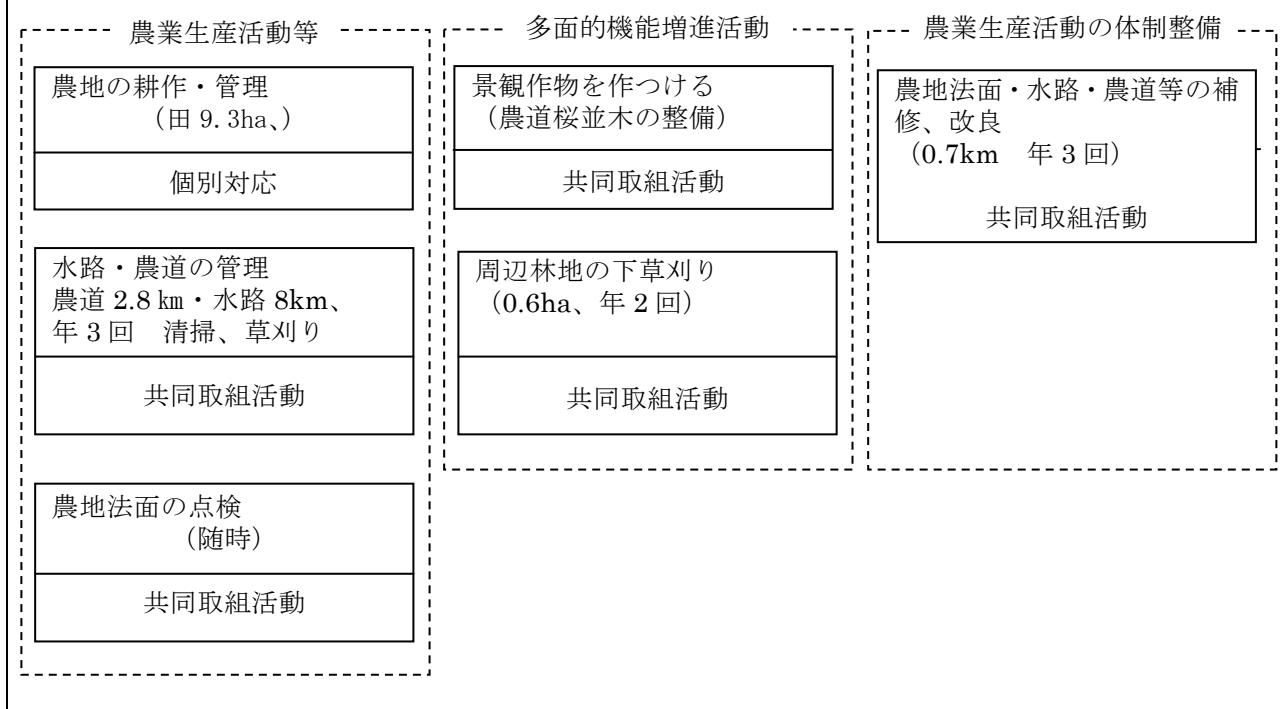 農業生産活動等
農地の耕作・管理
（田 9.3ha、）
個別対応
水路・農道の管理
農道 2.8 ㎞・水路 8km、
年 3 回　清掃、草刈り
共同取組活動
農地法面の点検
（随時）
共同取組活動
多面的機能増進活動
景観作物を作つける
（農道桜並木の整備）
共同取組活動
周辺林地の下草刈り
（0.6ha、年 2 回）
共同取組活動
農業生産活動の体制整備
農地法面・水路・農道等の補
修、改良
（0.7km　年 3 回）
共同取組活動